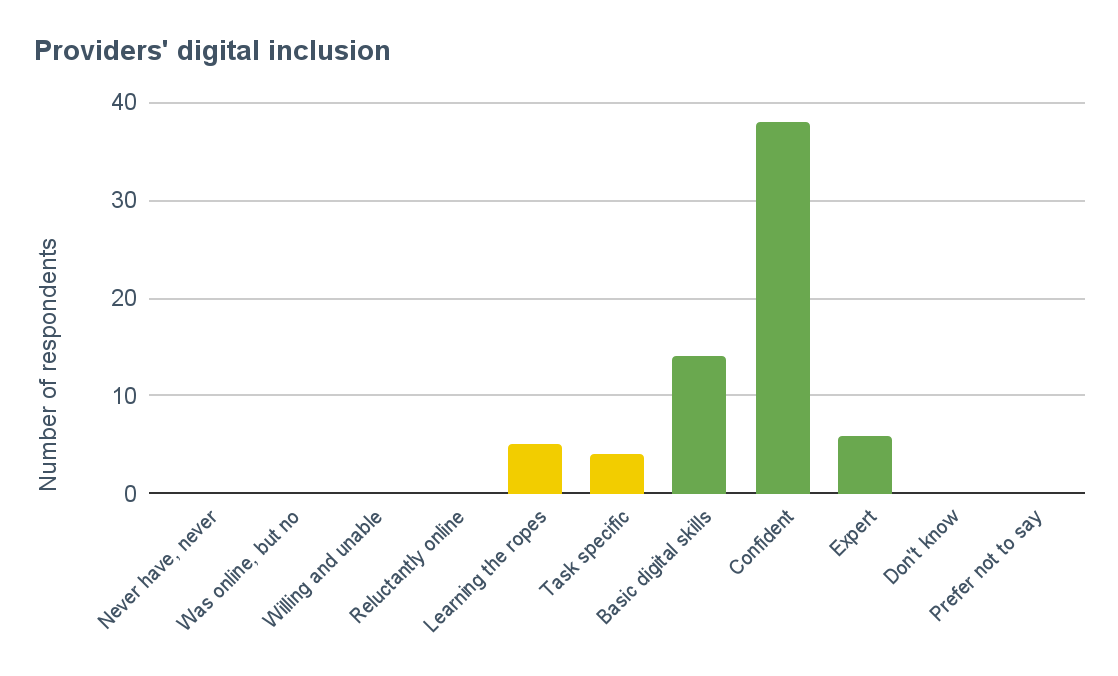 Providers' digital inclusion
Number of respondents
40
30
20
10
0
Never have, never
Was online, but no
Willing and unable
Reluctantly online
Learning the ropes
Task specific
Basic digital skills
Confident
Expert
Don't know
Prefer not to say